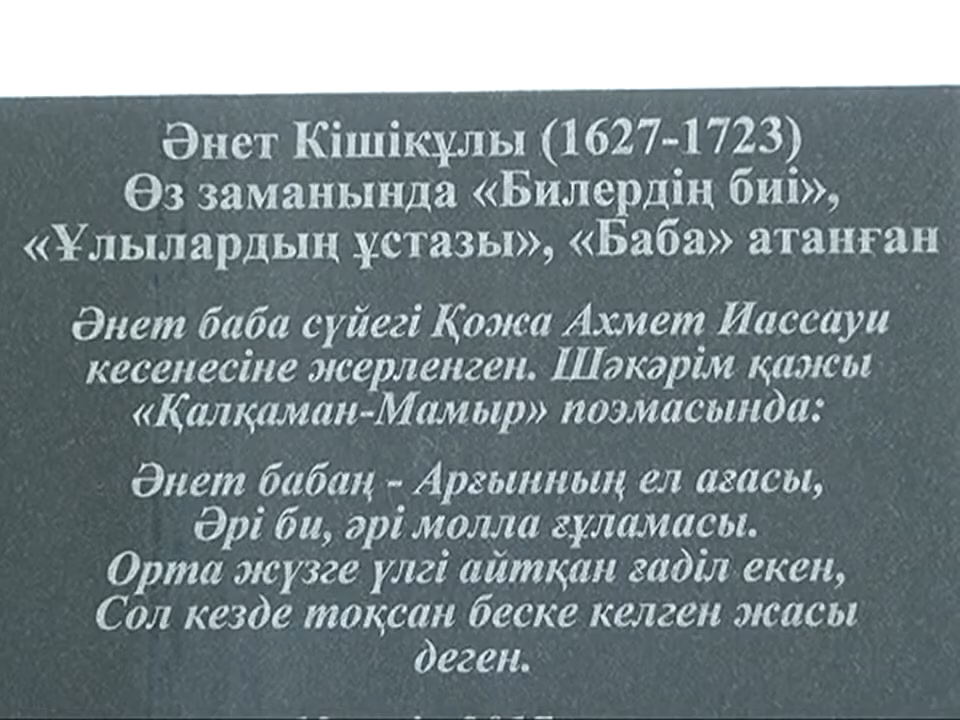 Әнет Кішікұлы (1627-1723)
Өз заманында «Билердің биі»,
«Ұлылардың ұстазы», «Баба» атанған
Әнет баба сүйегі Қожа Ахмет Иассауи
кесенесіне жерленген. Шәкәрім қажы
«Қалқаман-Мамыр» поэмасында:
Әнет бабаң - Арғынның ел ағасы,
Әрі би, әрі молла ғұламасы.
Орта жүзге үлгі айтқан ғаділ екен,
Сол кезде тоқсан беске келген жасы
деген.